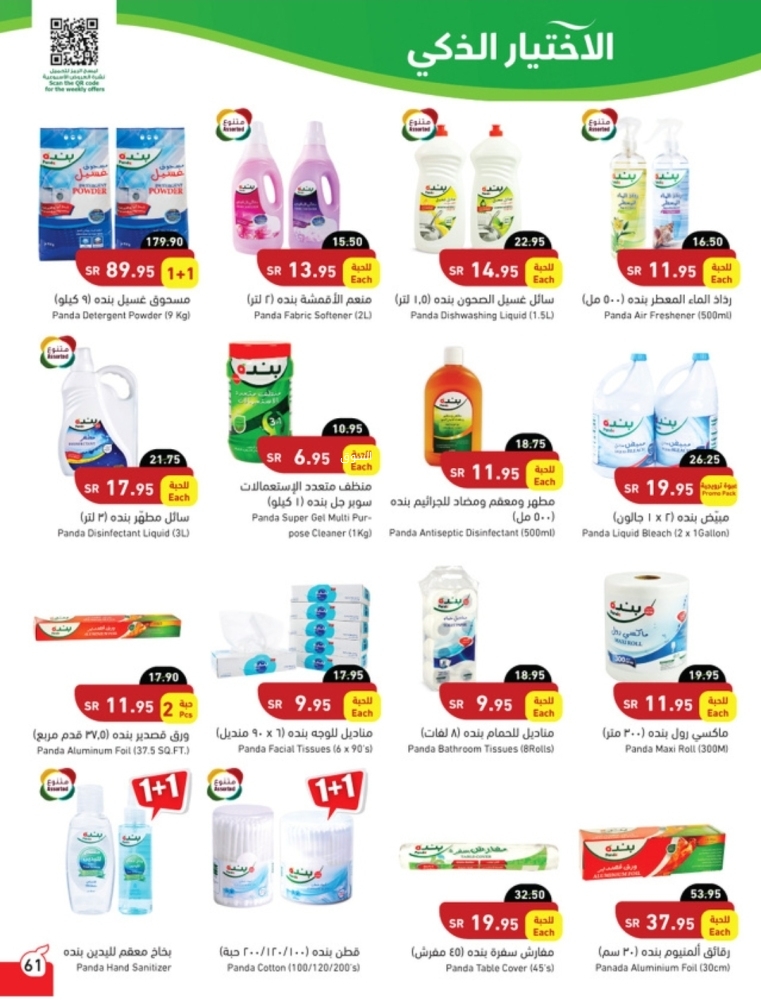 الاختيار الذكي
امسح الرمز لتحميل
نشرة العروض الأسبوعية
Scan the QR code
for the weekly offers
179.90
SR 89.95 1+1
مسحوق غسيل بنده (٩ كيلو)
Panda Detergent Powder (9 Kg)
متنوع
Assorted
15.50
SR 13.95 للحبة Each
منعم الأقمشة بنده (٢ لتر)
Panda Fabric Softener (2L)
متنوع
Assorted
22.95
SR 14.95 للحبة Each
سائل غسيل الصحون بنده (١,٥ لتر)
Panda Dishwashing Liquid (1.5L)
متنوع
Assorted
16.50
SR 11.95 للحبة Each
رذاذ الماء المعطر بنده (٥٠٠ مل)
Panda Air Freshener (500ml)
متنوع
Assorted
21.75
SR 17.95 للحبة Each
سائل مطهّر بنده (٣ لتر)
Panda Disinfectant Liquid (3L)
10.95
SR 6.95 Each
منظف متعدد الإستعمالات
سوبر جل بنده (١ كيلو)
Panda Super Gel Multi Pur-
pose Cleaner (1Kg)
18.75
SR 11.95 للحبة Each
مطهر ومعقم ومضاد للجراثيم بنده
(٥٠٠ مل)
Panda Antiseptic Disinfectant (500ml)
26.25
SR 19.95 عبوة ترويجية Promo Pack
مبيّض بنده (٢ x ١ جالون)
Panda Liquid Bleach (2 x 1Gallon)
17.90
SR 11.95 2 حبة Pcs
ورق قصدير بنده (٣٧,٥ قدم مربع)
Panda Aluminum Foil (37.5 SQ.FT.)
17.95
SR 9.95 للحبة Each
مناديل للوجه بنده (٦ x ٩٠ منديل)
Panda Facial Tissues (6 x 90's)
18.95
SR 9.95 للحبة Each
مناديل للحمام بنده (٨ لفات)
Panda Bathroom Tissues (8Rolls)
19.95
SR 11.95 للحبة Each
ماكسي رول بنده (٣٠٠ متر)
Panda Maxi Roll (300M)
متنوع
Assorted
1+1
بخاخ معقم لليدين بنده
Panda Hand Sanitizer
متنوع
Assorted
1+1
قطن بنده (٢٠٠/١٢٠/١٠٠ حبة)
Panda Cotton (100/120/200's)
32.50
SR 19.95 للحبة Each
مفارش سفرة بنده (٤٥ مفرش)
Panda Table Cover (45's)
53.95
SR 37.95 للحبة Each
رقائق ألمنيوم بنده (٣٠ سم)
Panada Aluminium Foil (30cm)
61